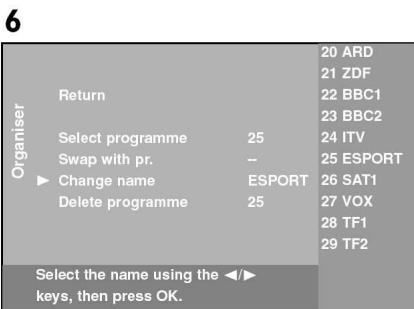 6
Organiser
Return
Select programme 25
Swap with pr. --
▶ Change name ESPORT
Delete programme 25
20 ARD
21 ZDF
22 BBC1
23 BBC2
24 ITV
25 ESPORT
26 SAT1
27 VOX
28 TF1
29 TF2
Select the name using the ◀/▶
keys, then press OK.